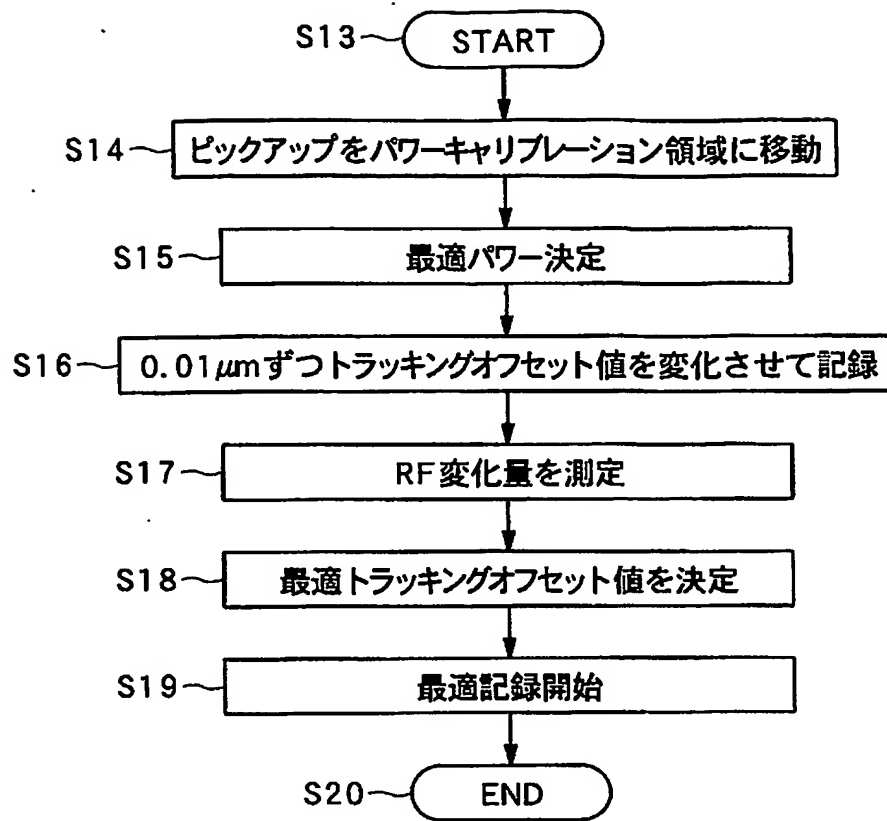 S13 START
S14 ピックアップをパワーキャリブレーション領域に移動
S15 最適パワー決定
S16 0.01μmずつトラッキングオフセット値を変化させて記録
S17 RF変化量を測定
S18 最適トラッキングオフセット値を決定
S19 最適記録開始
S20 END